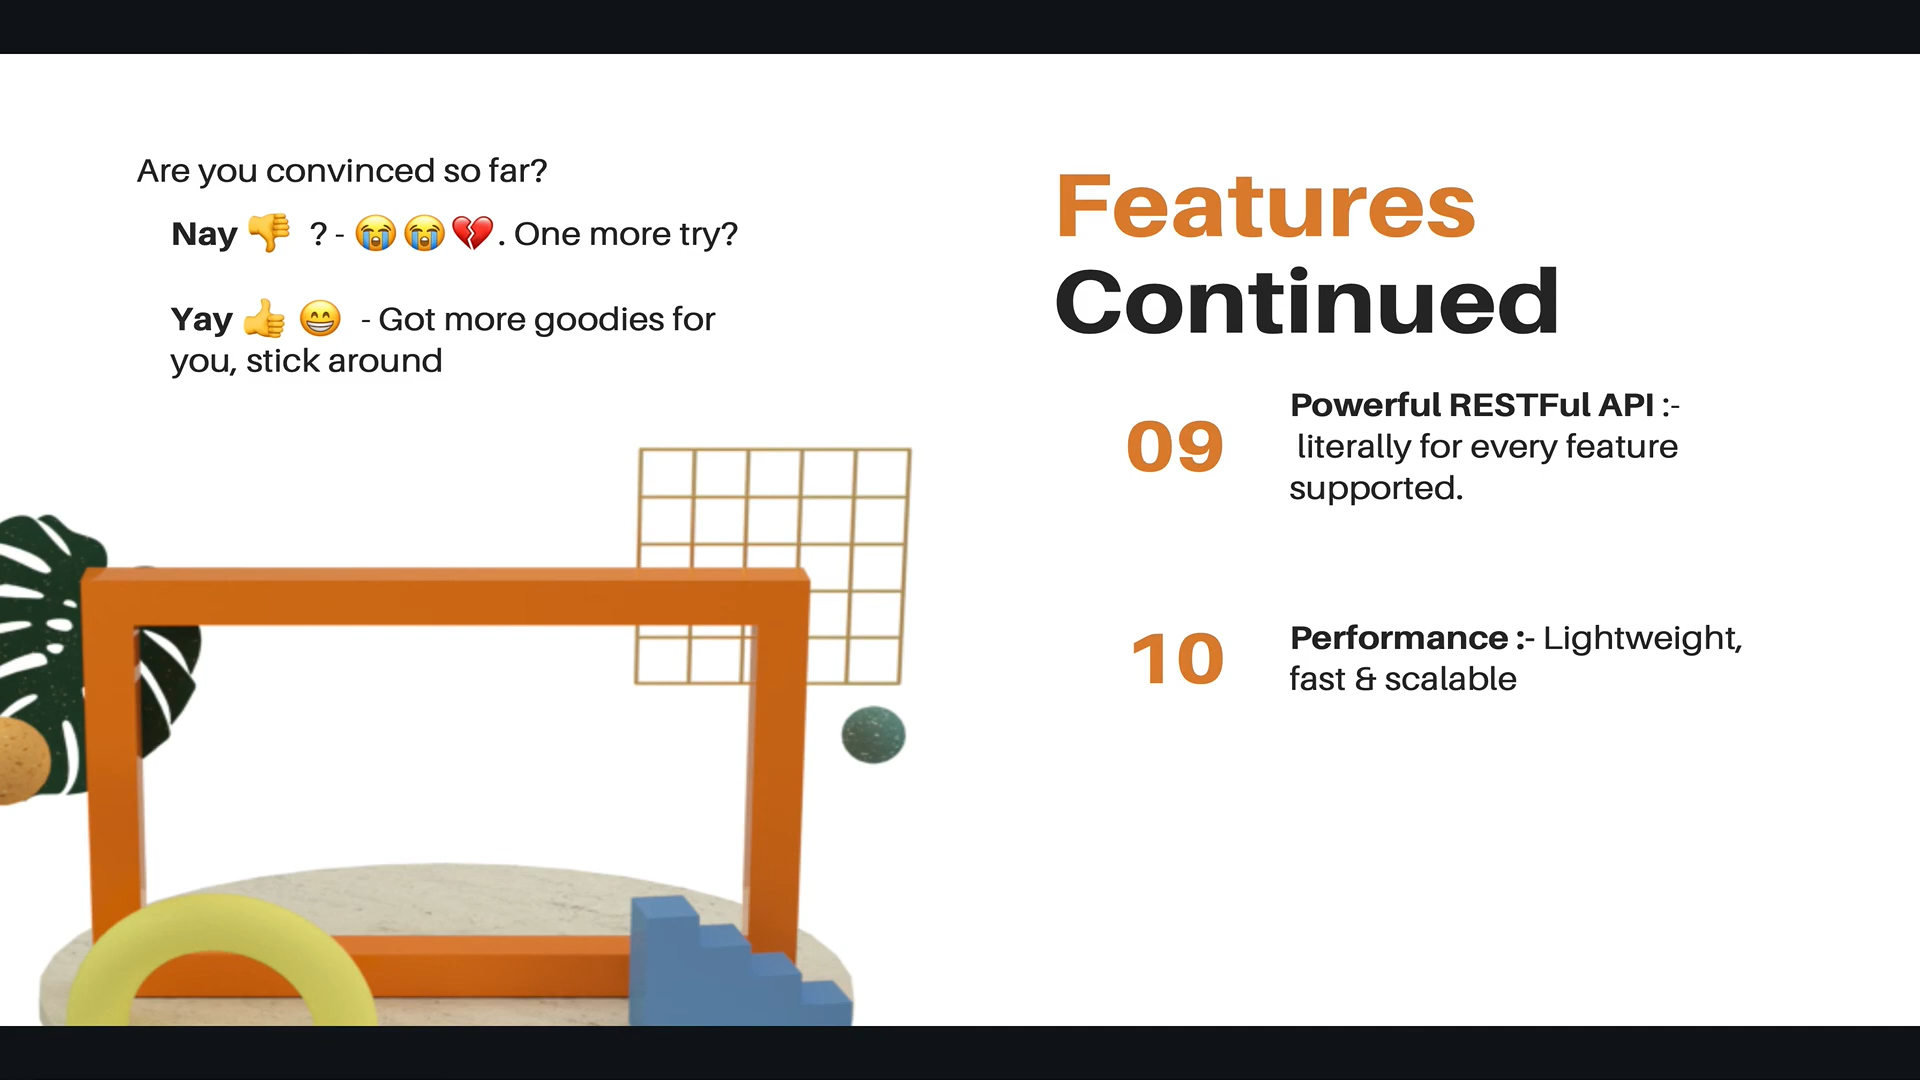 Are you convinced so far?
Nay 👎 ? - 😭😭💔. One more try?
Yay 👍 😁 - Got more goodies for
you, stick around
Features
Continued
09
Powerful RESTFul API :-
literally for every feature
supported.
10
Performance :- Lightweight,
fast & scalable